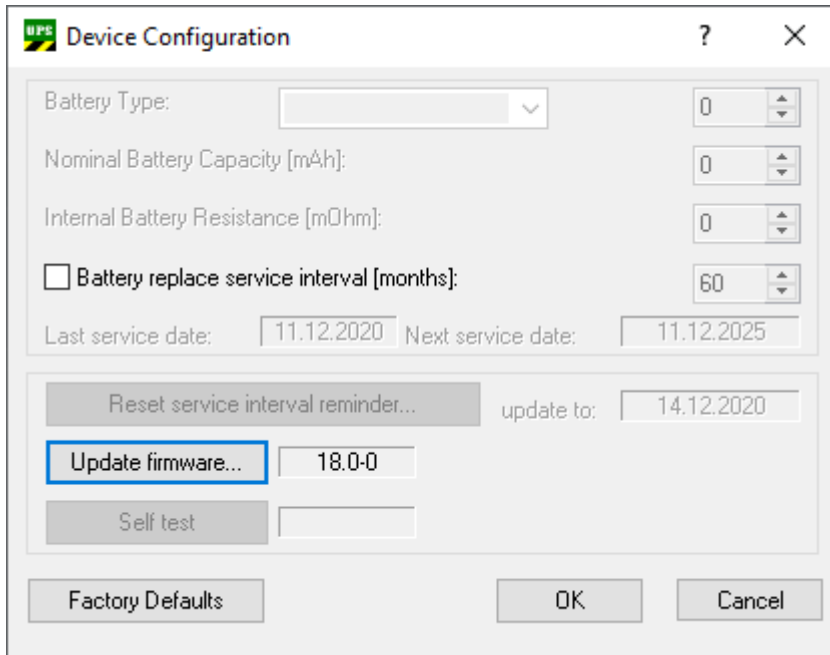 UPS Device Configuration ?
Battery Type: 0
Nominal Battery Capacity [mAh]: 0
Internal Battery Resistance [mOhm]: 0
Battery replace service interval [months]: 60
Last service date: 11.12.2020 Next service date: 11.12.2025
Reset service interval reminder... update to: 14.12.2020
Update firmware... 18.0-0
Self test
Factory Defaults OK Cancel